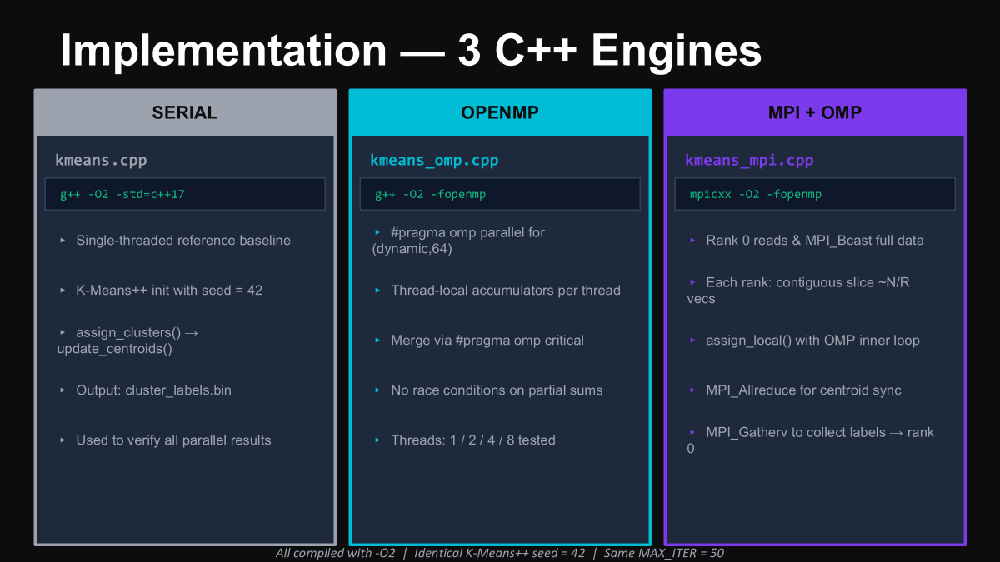 Implementation — 3 C++ Engines
SERIAL
kmeans.cpp
g++ -O2 -std=c++17
▸ Single-threaded reference baseline
▸ K-Means++ init with seed = 42
▸ assign_clusters() →
update_centroids()
▸ Output: cluster_labels.bin
▸ Used to verify all parallel results
OPENMP
kmeans_omp.cpp
g++ -O2 -fopenmp
▸ #pragma omp parallel for
(dynamic,64)
▸ Thread-local accumulators per thread
▸ Merge via #pragma omp critical
▸ No race conditions on partial sums
▸ Threads: 1 / 2 / 4 / 8 tested
MPI + OMP
kmeans_mpi.cpp
mpicxx -O2 -fopenmp
▸ Rank 0 reads & MPI_Bcast full data
▸ Each rank: contiguous slice ~N/R
vecs
▸ assign_local() with OMP inner loop
▸ MPI_Allreduce for centroid sync
▸ MPI_Gatherv to collect labels → rank
0
All compiled with -O2 | Identical K-Means++ seed = 42 | Same MAX_ITER = 50